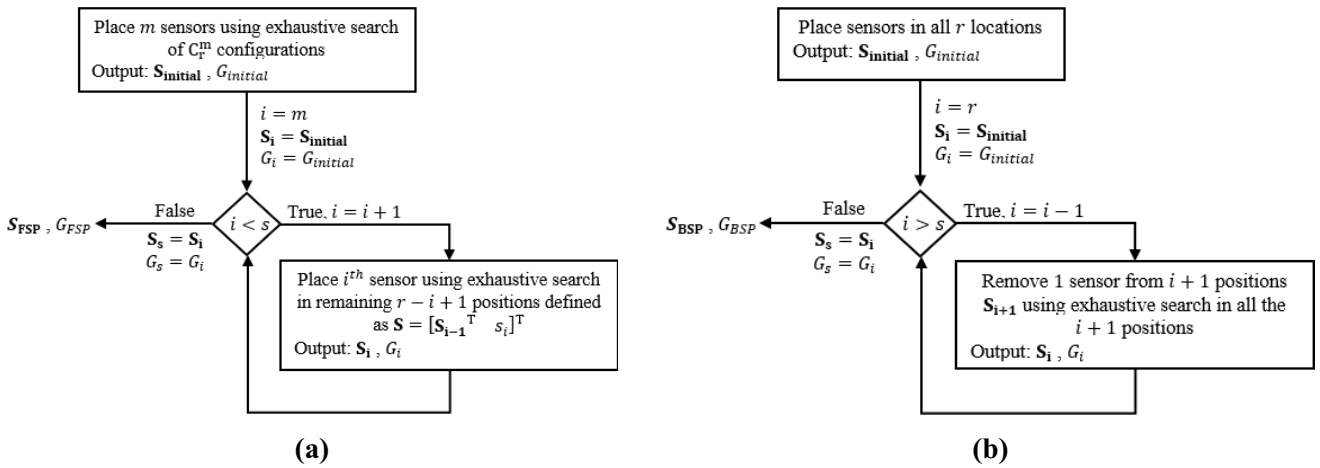 Place m sensors using exhaustive search
of C_r^m configurations
Output: S_initial , G_initial
i = m
S_i = S_initial
G_i = G_initial
S_FSP , G_FSP
False
i < s
True, i = i + 1
S_s = S_i
G_s = G_i
Place i^th sensor using exhaustive search
in remaining r − i + 1 positions defined
as S = [S_{i−1}^T s_i]^T
Output: S_i , G_i
(a)
Place sensors in all r locations
Output: S_initial , G_initial
i = r
S_i = S_initial
G_i = G_initial
S_BSP , G_BSP
False
i > s
True, i = i − 1
S_s = S_i
G_s = G_i
Remove 1 sensor from i + 1 positions
S_{i+1} using exhaustive search in all the
i + 1 positions
Output: S_i , G_i
(b)